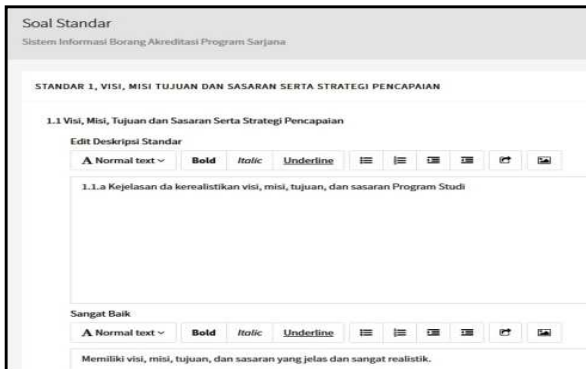 Soal Standar
Sistem Informasi Borang Akreditasi Program Sarjana
STANDAR 1, VISI, MISI TUJUAN DAN SASARAN SERTA STRATEGI PENCAPAIAN
1.1 Visi, Misi, Tujuan dan Sasaran Serta Strategi Pencapaian
Edit Deskripsi Standar
A Normal text Bold Italic Underline
1.1.a Kejelasan da kerealistikan visi, misi, tujuan, dan sasaran Program Studi
Sangat Baik
A Normal text Bold Italic Underline
Memiliki visi, misi, tujuan, dan sasaran yang jelas dan sangat realistik.